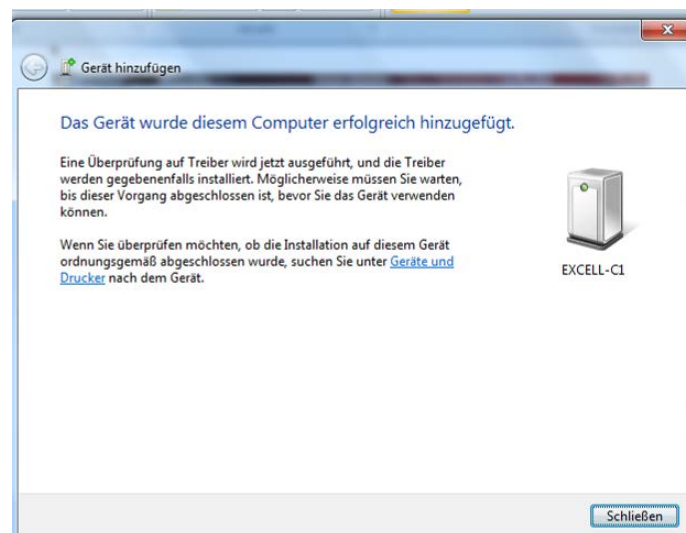 Gerät hinzufügen
Das Gerät wurde diesem Computer erfolgreich hinzugefügt.
Eine Überprüfung auf Treiber wird jetzt ausgeführt, und die Treiber
werden gegebenenfalls installiert. Möglicherweise müssen Sie warten,
bis dieser Vorgang abgeschlossen ist, bevor Sie das Gerät verwenden
können.
Wenn Sie überprüfen möchten, ob die Installation auf diesem Gerät
ordnungsgemäß abgeschlossen wurde, suchen Sie unter Geräte und
Drucker nach dem Gerät.
EXCELL-C1
Schließen